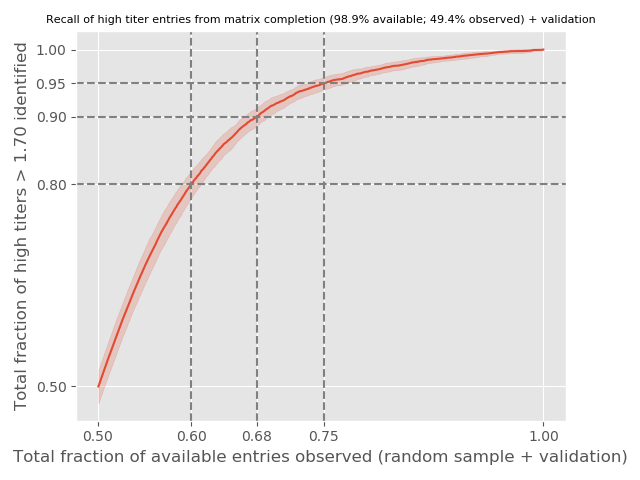 Recall of high titer entries from matrix completion (98.9% available; 49.4% observed) + validation
Total fraction of high titers > 1.70 identified
1.00
0.95
0.90
0.80
0.50
0.50 0.60 0.68 0.75 1.00
Total fraction of available entries observed (random sample + validation)